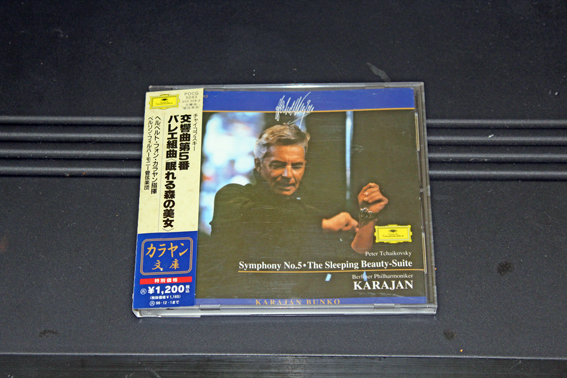 チャイコフスキー
交響曲第5番
バレエ組曲「眠れる森の美女」
ヘルベルト・フォン・カラヤン指揮
ベルリン・フィルハーモニー管弦楽団
カラヤン
文庫
特別価格
¥1,200
Peter Tchaikovsky
Symphony No.5 • The Sleeping Beauty-Suite
Berliner Philharmoniker
KARAJAN
KARAJAN BUNKO